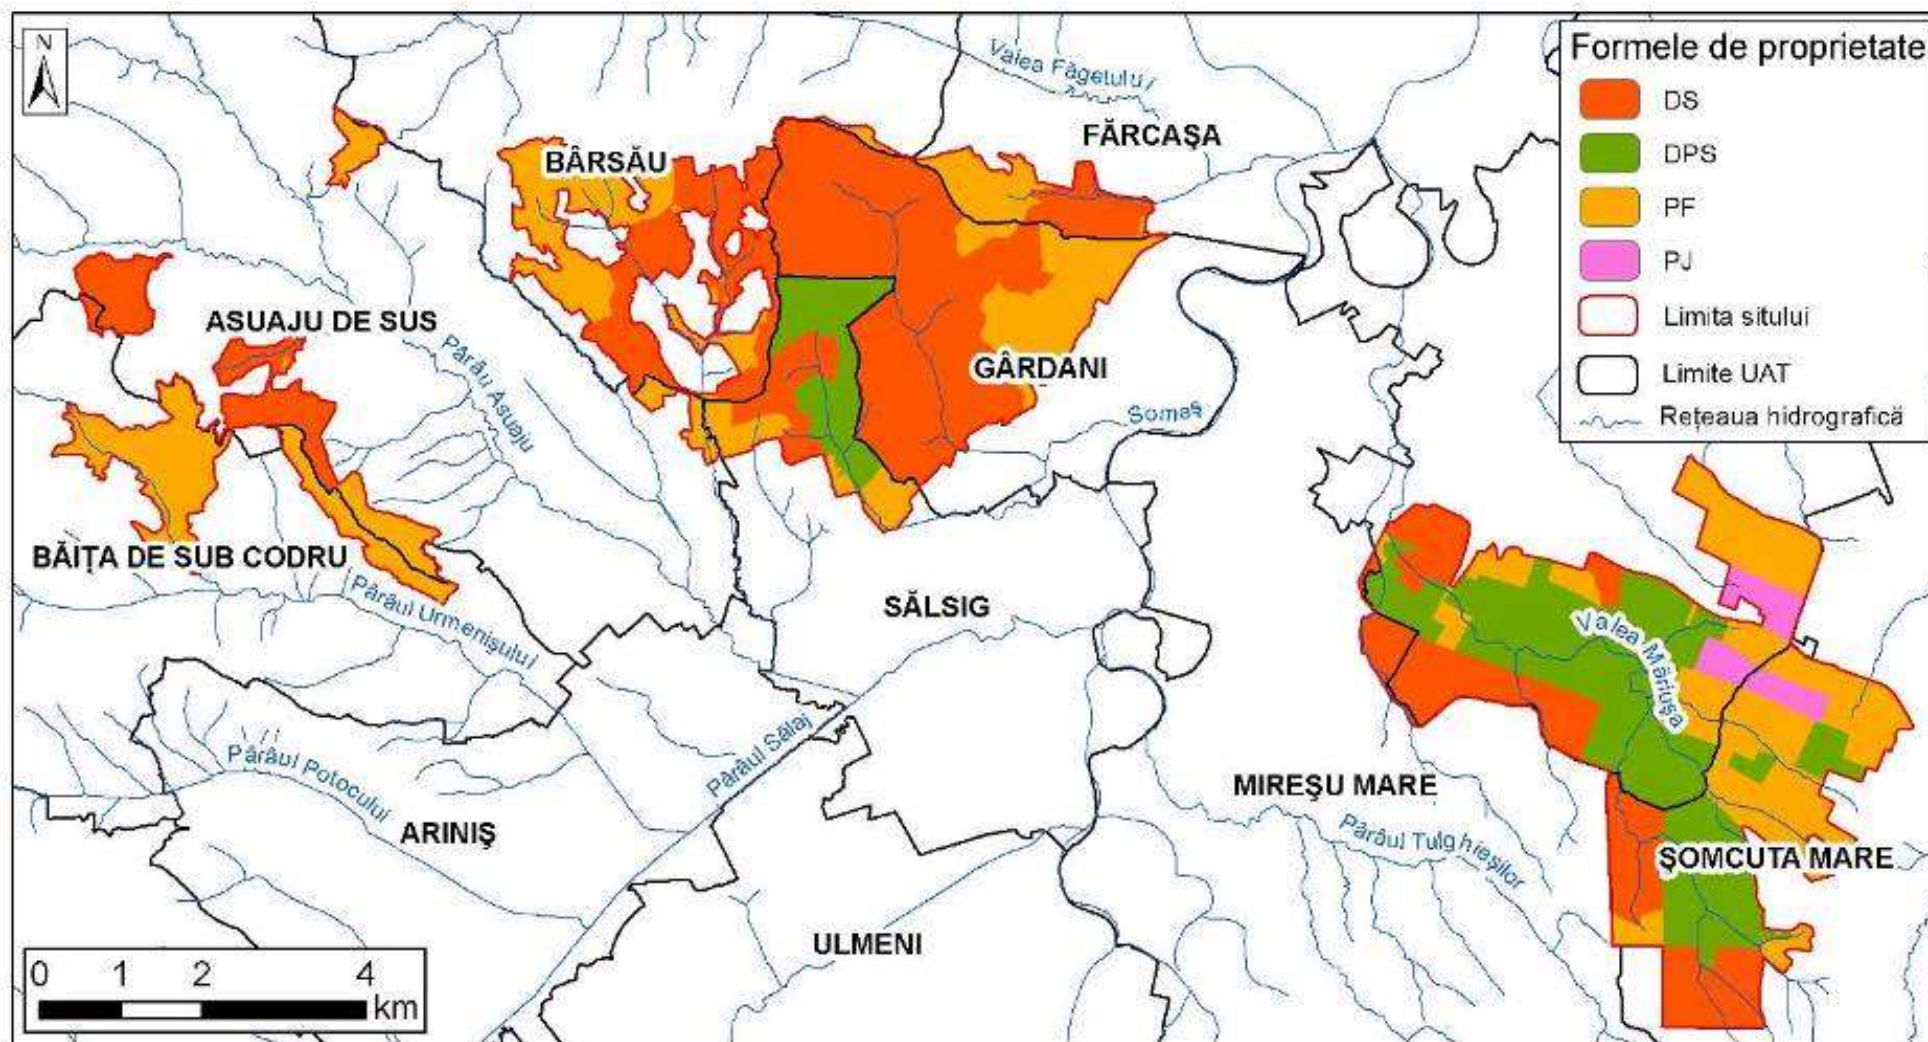 N
Formele de proprietate
DS
DPS
PF
PJ
Limita sitului
Limite UAT
Rețeaua hidrografică
Valea Făgetului
FĂRCAȘA
BÂRSĂU
ASUAJU DE SUS
Pârâu Asuaju
GÂRDANI
Someș
BĂIȚA DE SUB CODRU
Pârâul Urmenișului
SĂLSIG
Valea Măriușa
Pârâul Sălaj
Pârâul Potocului
MIREȘU MARE
ARINIȘ
Pârâul Tulghieșilor
ȘOMCUTA MARE
ULMENI
0 1 2 4
km